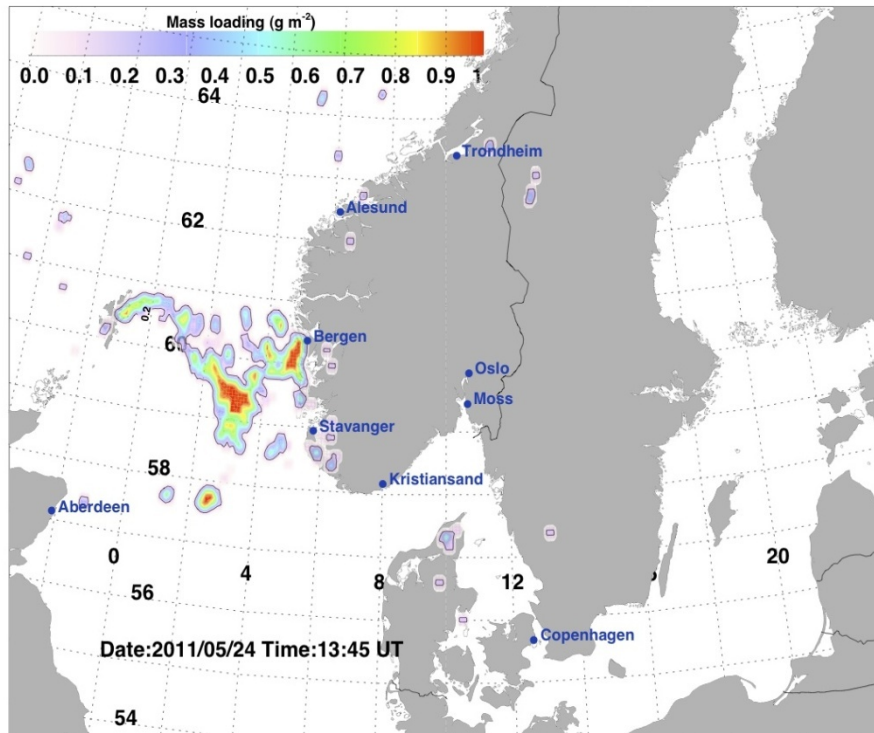 Mass loading (g m-2)
0.0 0.1 0.2 0.3 0.4 0.5 0.6 0.7 0.8 0.9 1
64
Trondheim
Alesund
62
0.2
Bergen
Oslo
Moss
Stavanger
58
Kristiansand
Aberdeen
0 4 8 12 20
56
Copenhagen
Date:2011/05/24 Time:13:45 UT
54